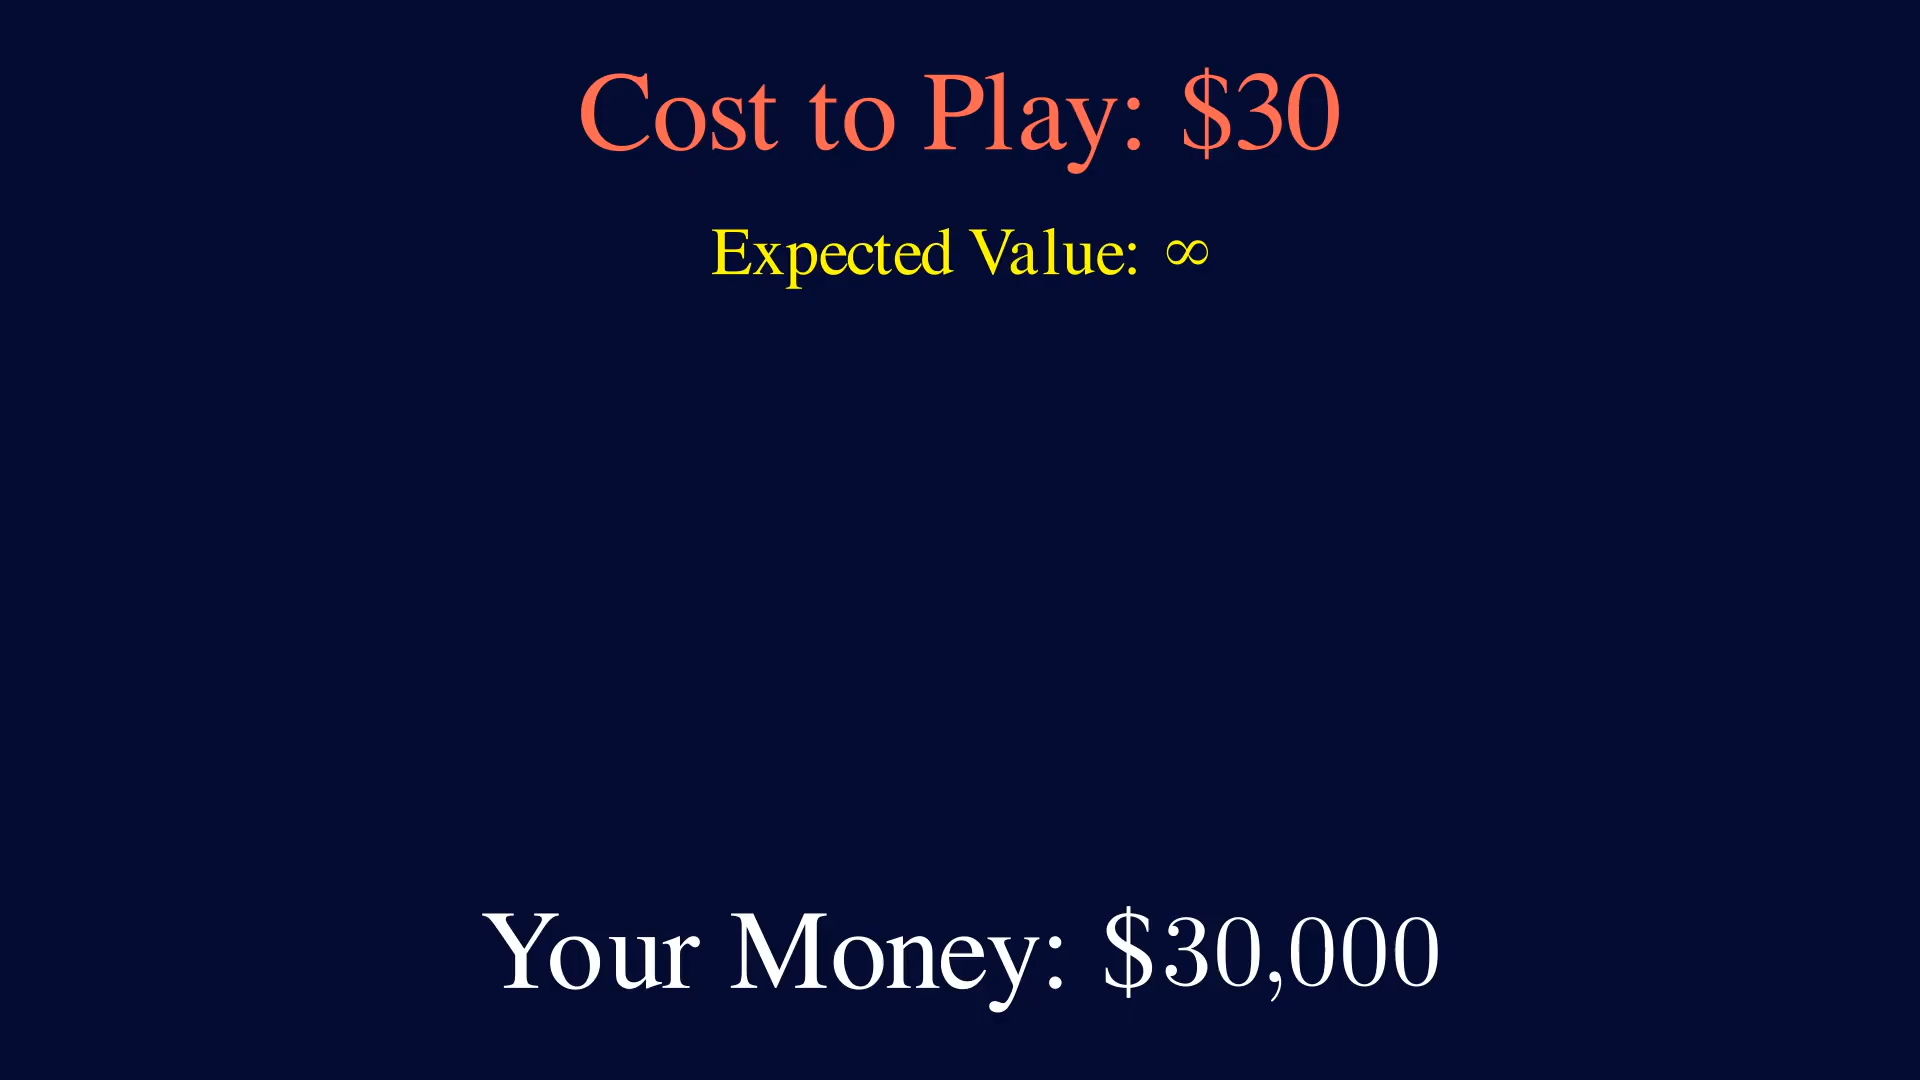 Cost to Play: $30
Expected Value: ∞
Your Money: $30,000